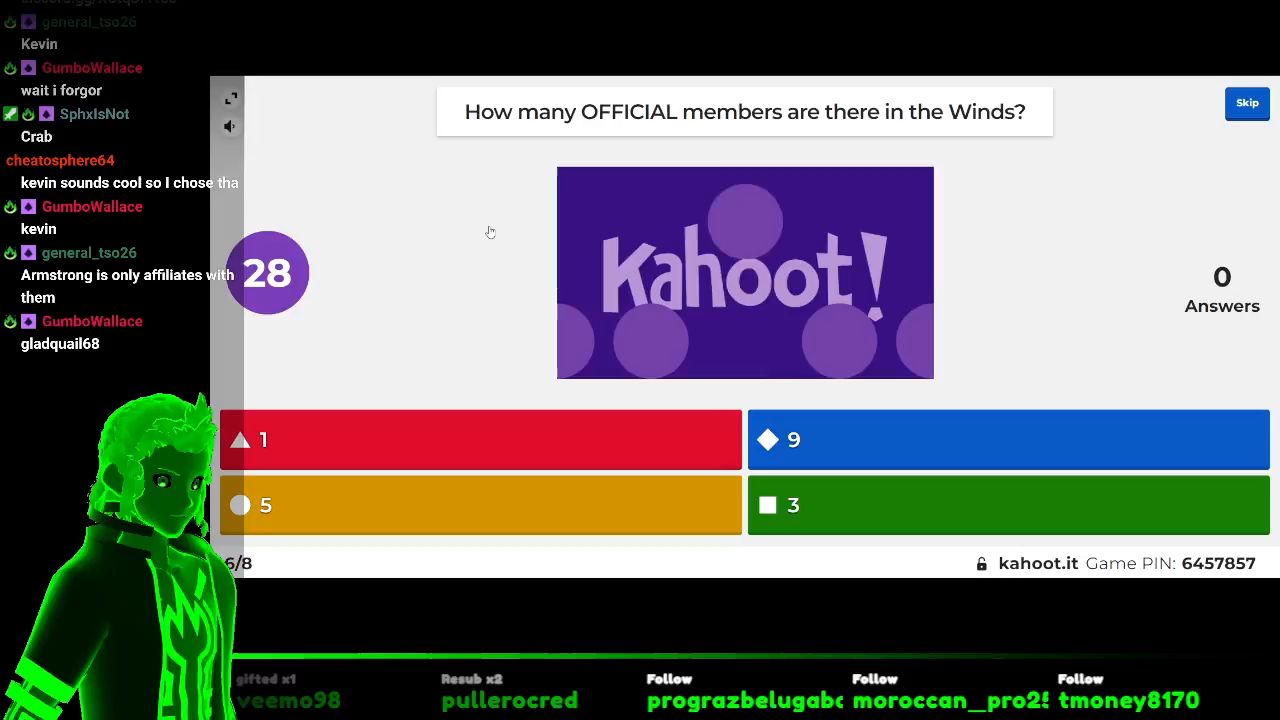 general_tso26
Kevin
GumboWallace
wait i forgor
SphxIsNot
Crab
cheatosphere64
kevin sounds cool so I chose tha
GumboWallace
kevin
general_tso26
Armstrong is only affiliates with
them
GumboWallace
gladquail68
How many OFFICIAL members are there in the Winds?
Skip
Kahoot!
28
0
Answers
1
9
5
3
6/8
kahoot.it Game PIN: 6457857
gifted x1
veemo98
Resub x2
pullerocred
Follow
prograzbelugabc
Follow
moroccan_pro25
Follow
tmoney8170